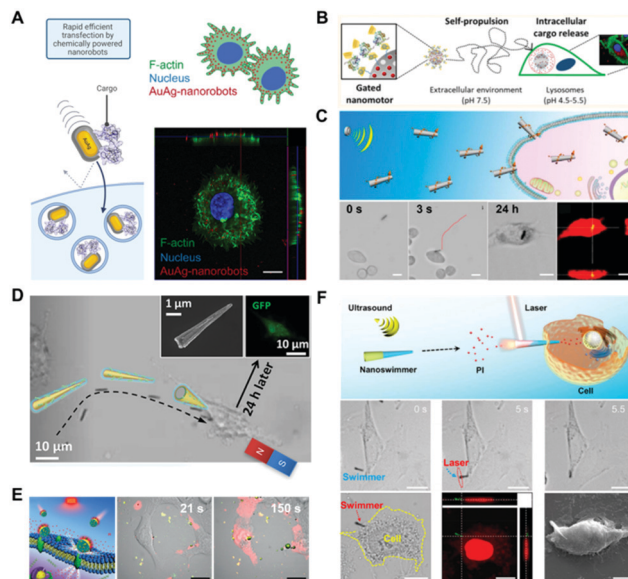 A
Rapid efficient
transfection by
chemically powered
nanorobots
F-actin
Nucleus
AuAg-nanorobots
Cargo
F-actin
Nucleus
AuAg-nanorobots
B
Self-propulsion
Intracellular
cargo release
Gated
nanomotor
Extracellular environment
(pH 7.5)
Lysosomes
(pH 4.5-5.5)
C
0 s
3 s
24 h
D
1 µm
GFP
10 µm
24 h later
10 µm
N
S
E
21 s
150 s
F
Ultrasound
Laser
Nanoswimmer
PI
Cell
0 s
5 s
5.5
Swimmer
Laser
Swimmer
Swimmer
Cell